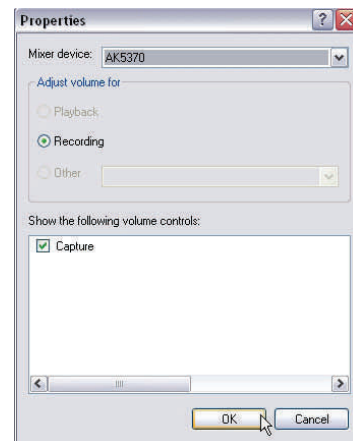 Properties
Mixer device: AK5370
Adjust volume for
Playback
Recording
Other
Show the following volume controls:
Capture
OK Cancel